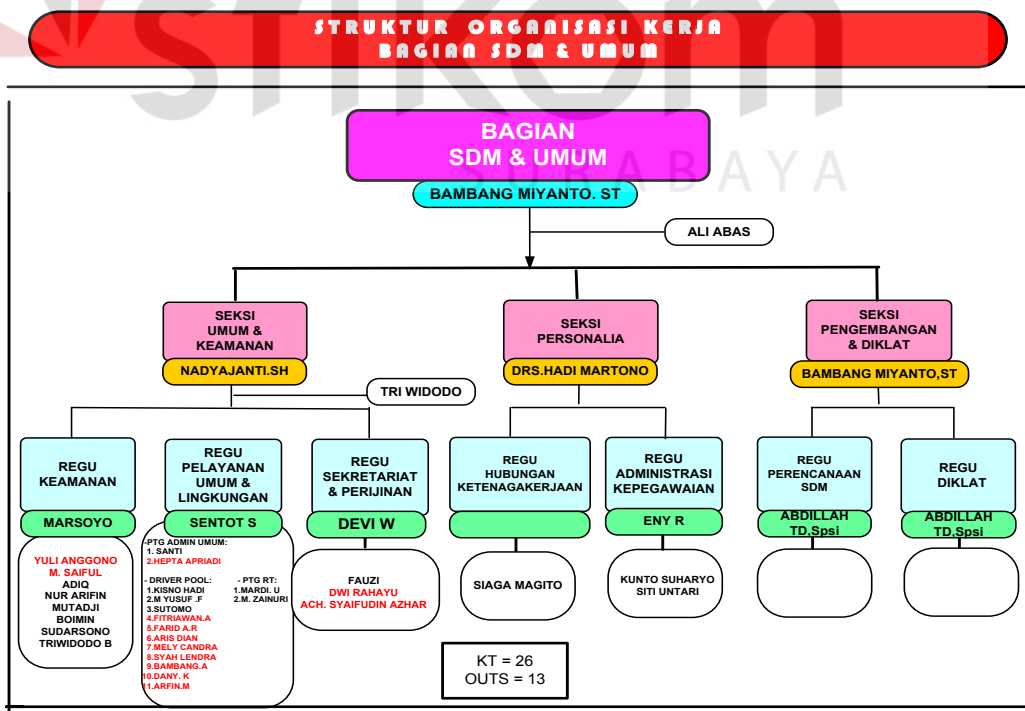 STRUKTUR ORGANISASI KERJA
BAGIAN SDM & UMUM
STIKOM
SURABAYA
BAGIAN
SDM & UMUM
BAMBANG MIYANTO. ST
ALI ABAS
SEKSI
UMUM &
KEAMANAN
NADYAJANTI.SH
SEKSI
PERSONALIA
DRS.HADI MARTONO
SEKSI
PENGEMBANGAN
& DIKLAT
BAMBANG MIYANTO,ST
TRI WIDODO
REGU
KEAMANAN
MARSOYO
YULI ANGGONO
M. SAIFUL
ADIQ
NUR ARIFIN
MUTADJI
BOIMIN
SUDARSONO
TRIWIDODO B
REGU
PELAYANAN
UMUM &
LINGKUNGAN
SENTOT S
-PTG ADMIN UMUM:
1. SANTI
2.HEPTA APRIADI
- DRIVER POOL:
1.KISNO HADI
2.M YUSUF .F
3.SUTOMO
4.FITRIAWAN.A
5.FARID A.R
6.ARIS DIAN
7.MELY CANDRA
8.SYAH LENDRA
9.BAMBANG.A
10.DANY. K
11.ARFIN.M
- PTG RT:
1.MARDI. U
2.M. ZAINURI
REGU
SEKRETARIAT
& PERIJINAN
DEVI W
FAUZI
DWI RAHAYU
ACH. SYAIFUDIN AZHAR
REGU
HUBUNGAN
KETENAGAKERJAAN
SIAGA MAGITO
REGU
ADMINISTRASI
KEPEGAWAIAN
ENY R
KUNTO SUHARYO
SITI UNTARI
REGU
PERENCANAAN
SDM
ABDILLAH
TD,Spsi
REGU
DIKLAT
ABDILLAH
TD,Spsi
KT = 26
OUTS = 13